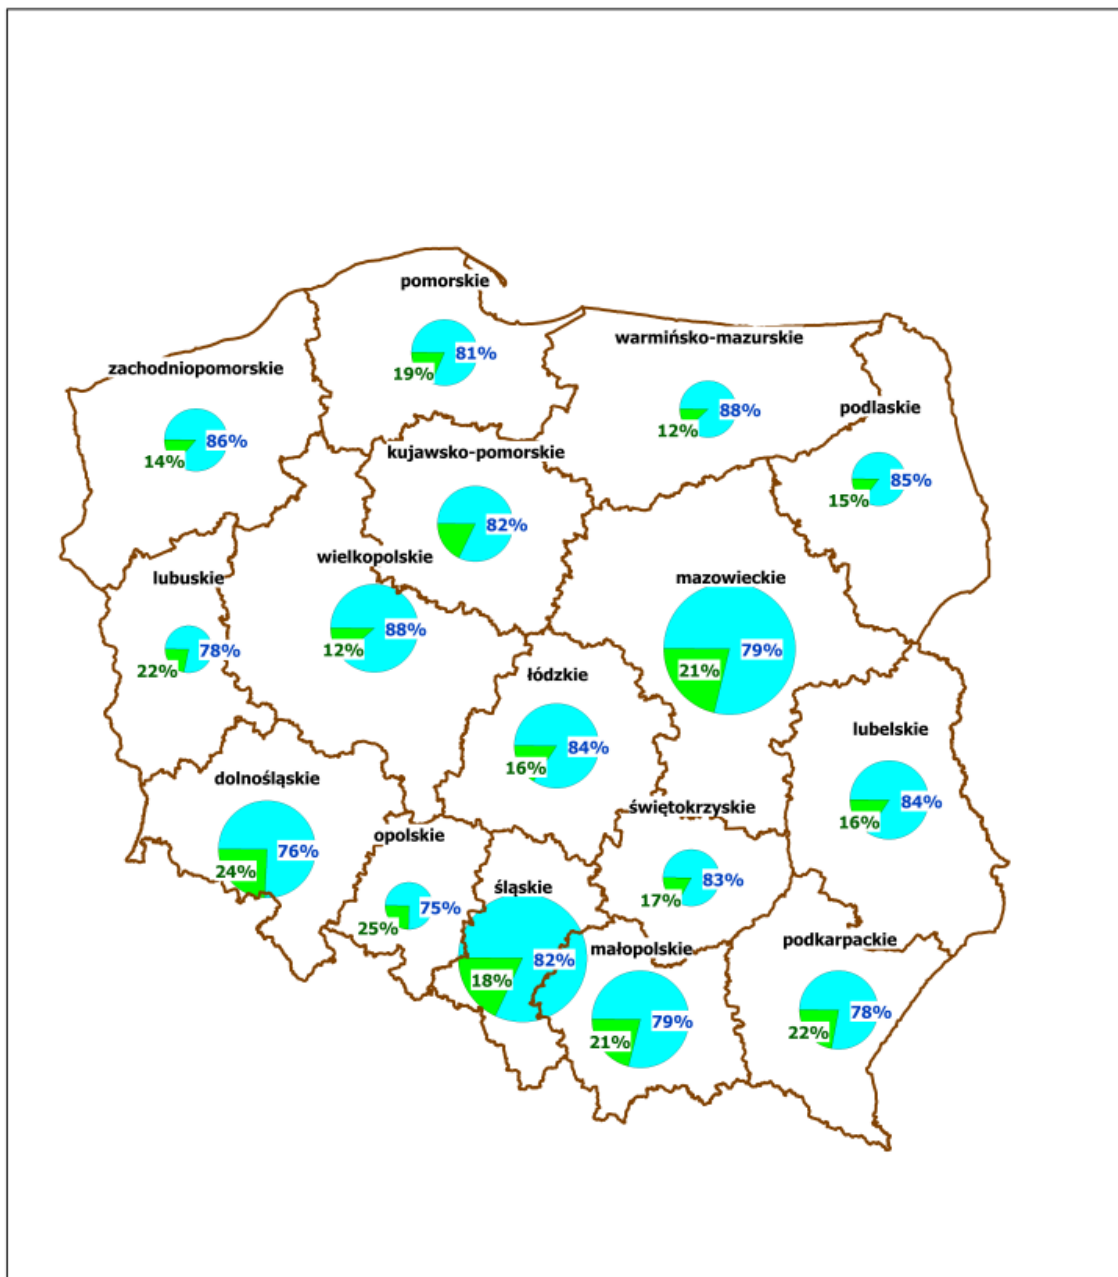 pomorskie
81%
19%
warmińsko-mazurskie
88%
12%
zachodniopomorskie
86%
14%
podlaskie
85%
15%
kujawsko-pomorskie
82%
wielkopolskie
88%
12%
lubuskie
78%
22%
mazowieckie
79%
21%
łódzkie
84%
16%
lubelskie
84%
16%
dolnośląskie
76%
24%
opolskie
75%
25%
świętokrzyskie
83%
17%
śląskie
82%
18%
małopolskie
79%
21%
podkarpackie
78%
22%